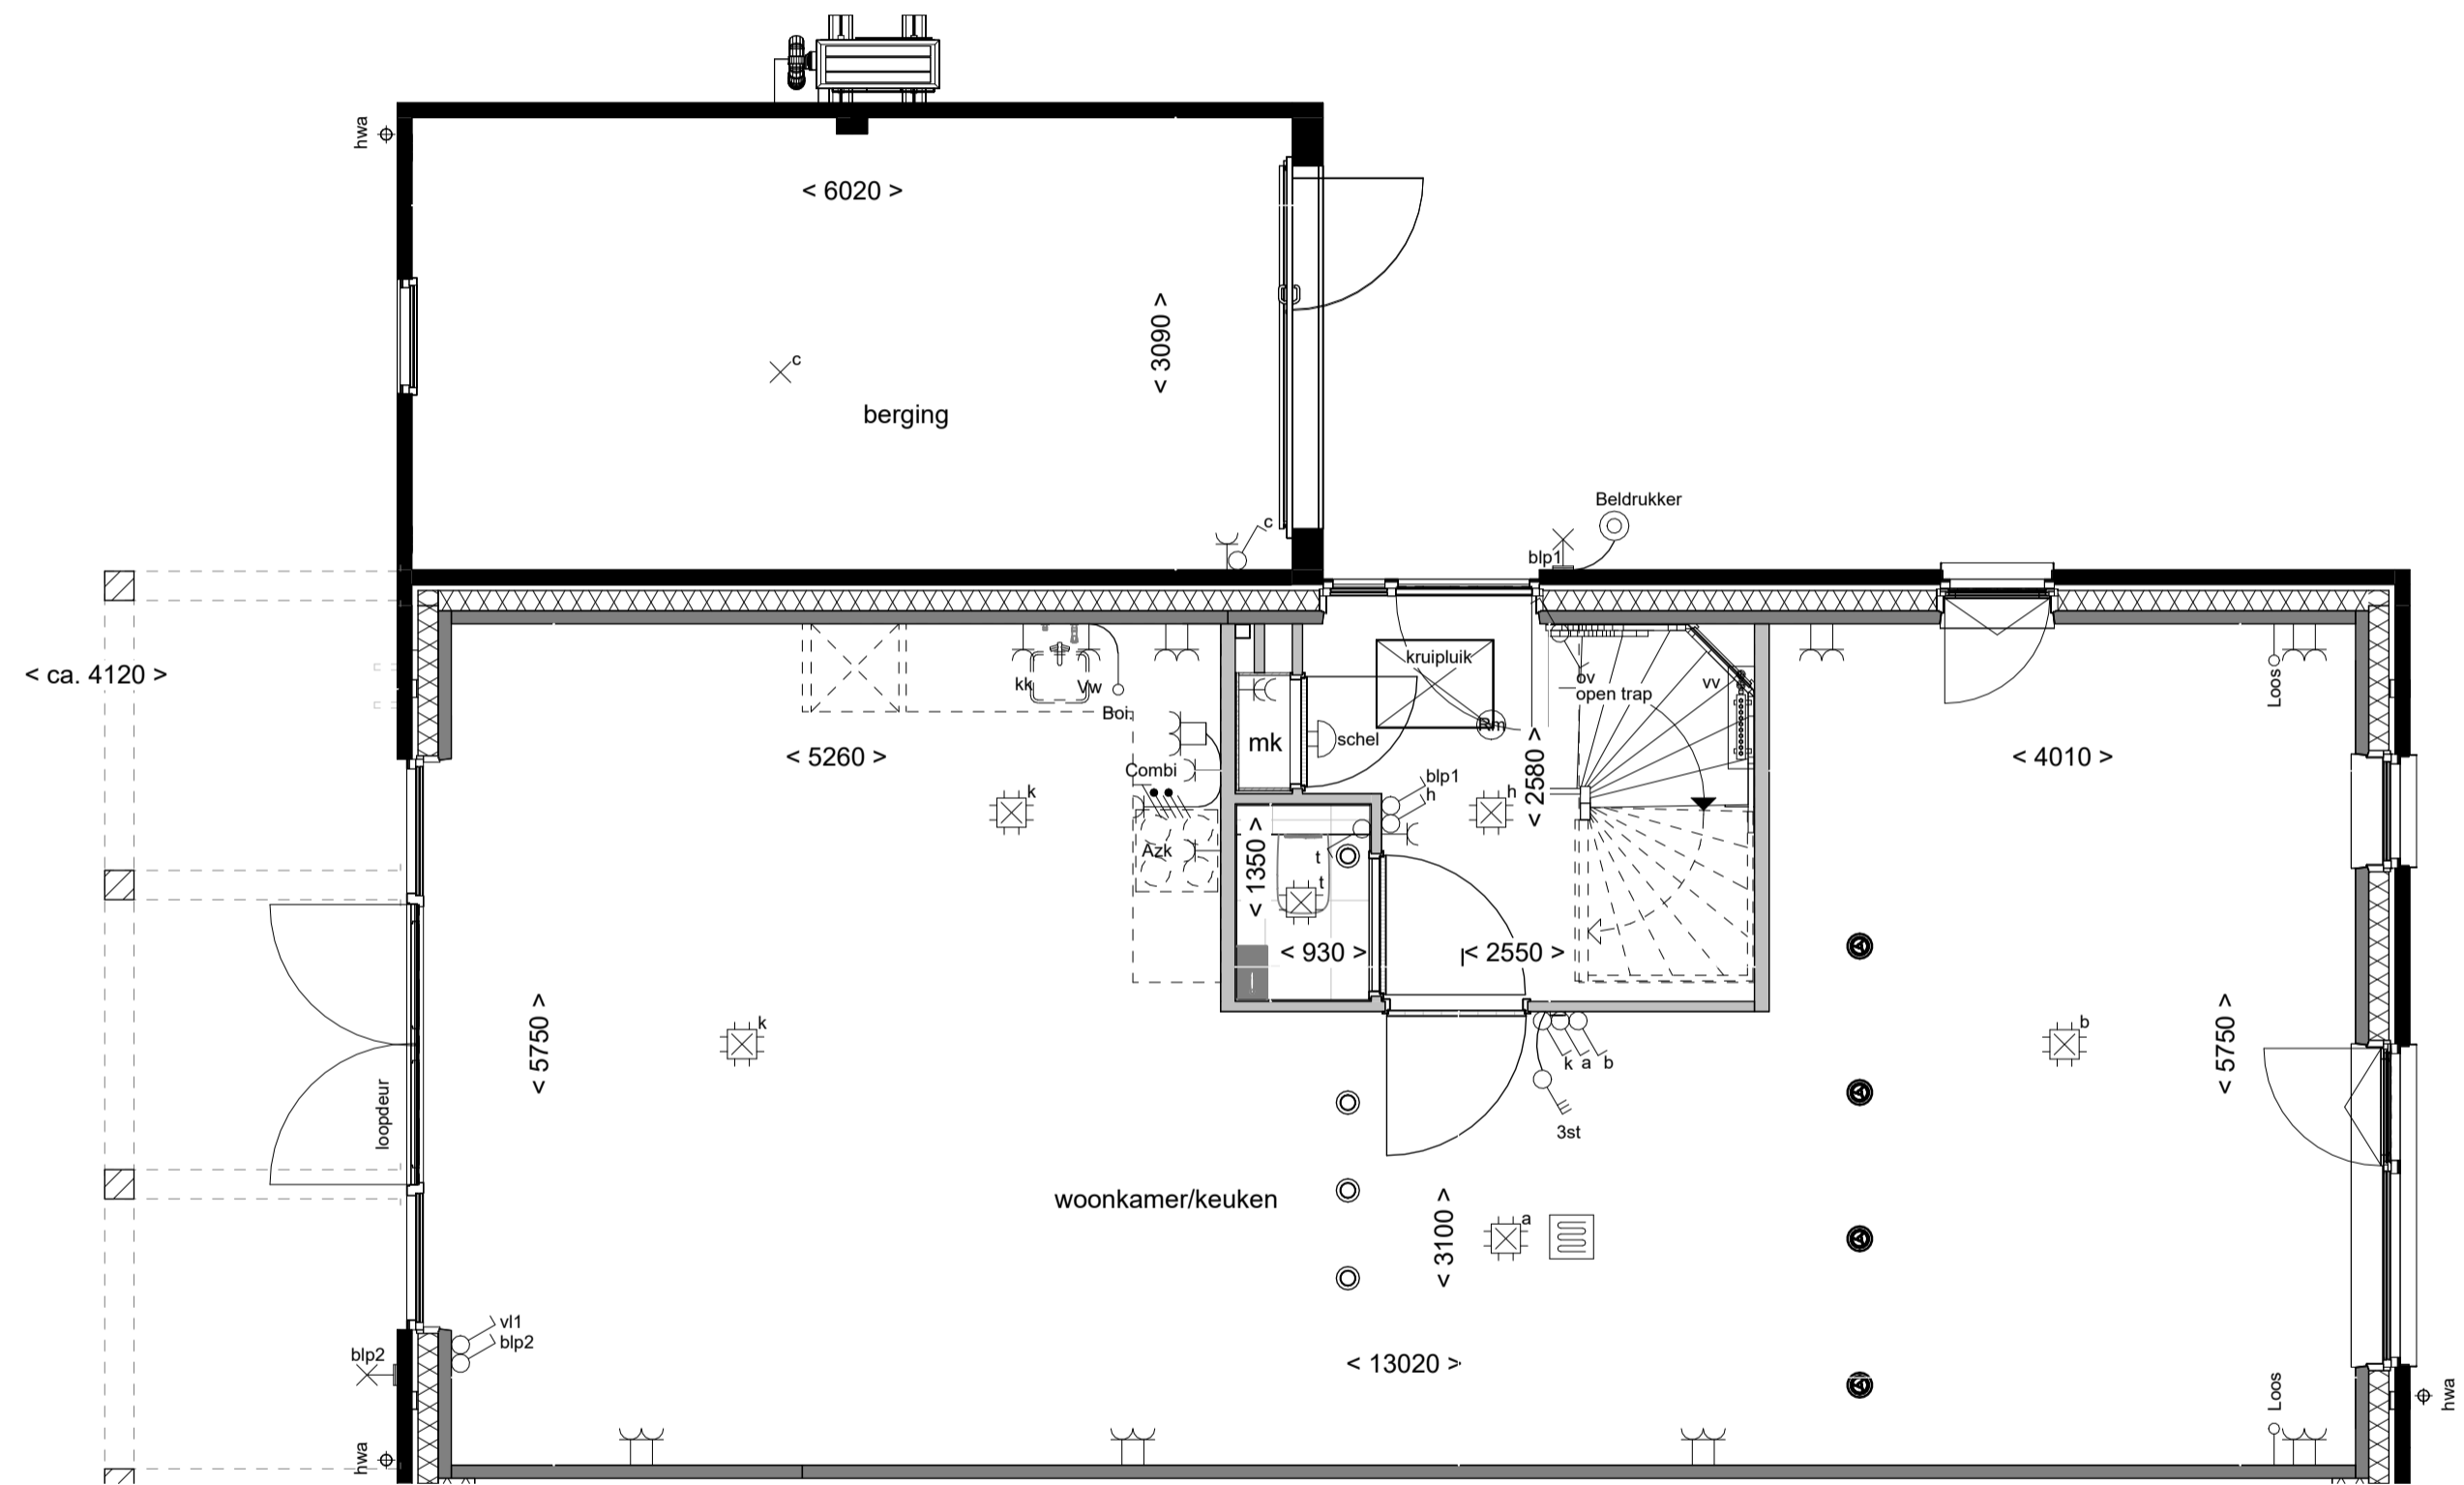 hwa
< 6020 >
< 3090 >
c
berging
c
Beldrukker
blp1
< ca. 4120 >
kk
Vw
Boi.
kruipluik
ov
open trap
vv
Rm
Loos
mk
schel
< 5260 >
Combi
< 2580 >
< 4010 >
k
blp1
h
h
Azk
< 1350 >
t
t
< 930 >
< 2550 >
k
< 5750 >
loopdeur
k a b
3st
b
< 5750 >
woonkamer/keuken
a
< 3100 >
vl1
blp2
blp2
< 13020 >
Loos
hwa
hwa